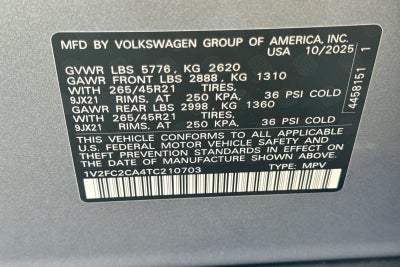 MFD BY VOLKSWAGEN GROUP OF AMERICA, INC.
USA 10/2025
GVWR LBS 5776, KG 2620
GAWR FRONT LBS 2888, KG 1310
WITH 265/45R21 TIRES,
9JX21 RIMS, AT 250 KPA, 36 PSI COLD
GAWR REAR LBS 2998, KG 1360
WITH 265/45R21 TIRES,
9JX21 RIMS, AT 250 KPA, 36 PSI COLD
THIS VEHICLE CONFORMS TO ALL APPLICABLE
U.S. FEDERAL MOTOR VEHICLE SAFETY AND
THEFT PREVENTION STANDARDS IN EFFECT ON
THE DATE OF MANUFACTURE SHOWN ABOVE.
1V2FC2CA4TC210703 TYPE: MPV
4458151 1